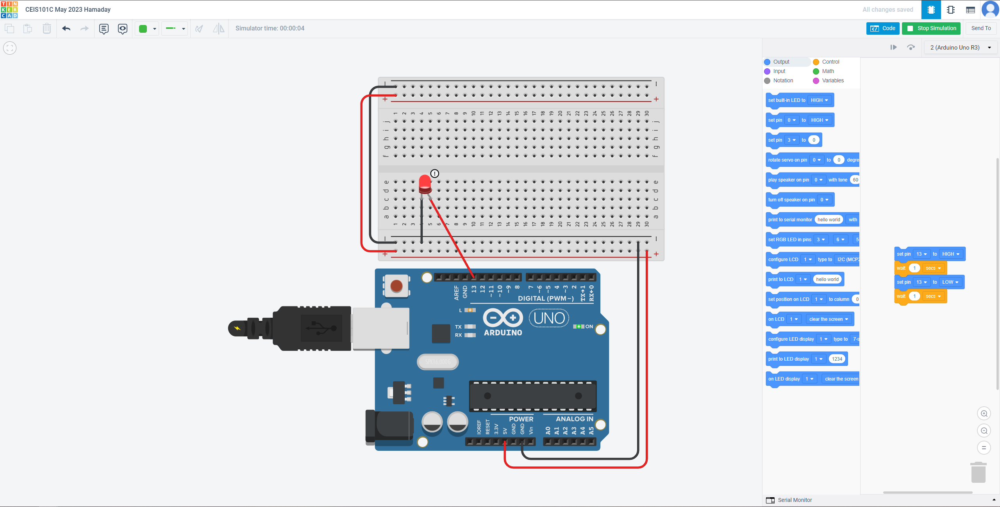 TIN
KER
CAD
CEIS101C May 2023 Hamaday
All changes saved
Simulator time: 00:00:04
Code
Stop Simulation
Send To
2 (Arduino Uno R3)
Output
Control
Input
Math
Notation
Variables
set built-in LED to HIGH
set pin 0 to HIGH
set pin 3 to 0
rotate servo on pin 0 to 0 degre
play speaker on pin 0 with tone 60
turn off speaker on pin 0
print to serial monitor hello world with
set RGB LED in pins 3 6 5
configure LCD 1 type to I2C (MCP2
print to LCD 1 hello world
set position on LCD 1 to column 0
on LCD 1 clear the screen
configure LED display 1 type to 7-s
print to LED display 1 1234
on LED display 1 clear the screen
set pin 13 to HIGH
wait 1 secs
set pin 13 to LOW
wait 1 secs
Serial Monitor
− −
+ +
1 2 3 4 5 6 7 8 9 10 11 12 13 14 15 16 17 18 19 20 21 22 23 24 25 26 27 28 29 30
j j
i i
h h
g g
f f
!
e e
d d
c c
b b
a a
1 2 3 4 5 6 7 8 9 10 11 12 13 14 15 16 17 18 19 20 21 22 23 24 25 26 27 28 29 30
− −
+ +
AREF GND 13 12 ~11 ~10 ~9 8 7 ~6 ~5 4 ~3 2 TX→1 RX←0
DIGITAL (PWM~)
L
UNO
TX
RX
ARDUINO
ON
SPK16.000G
POWER
ANALOG IN
IOREF RESET 3.3V 5V GND GND Vin A0 A1 A2 A3 A4 A5